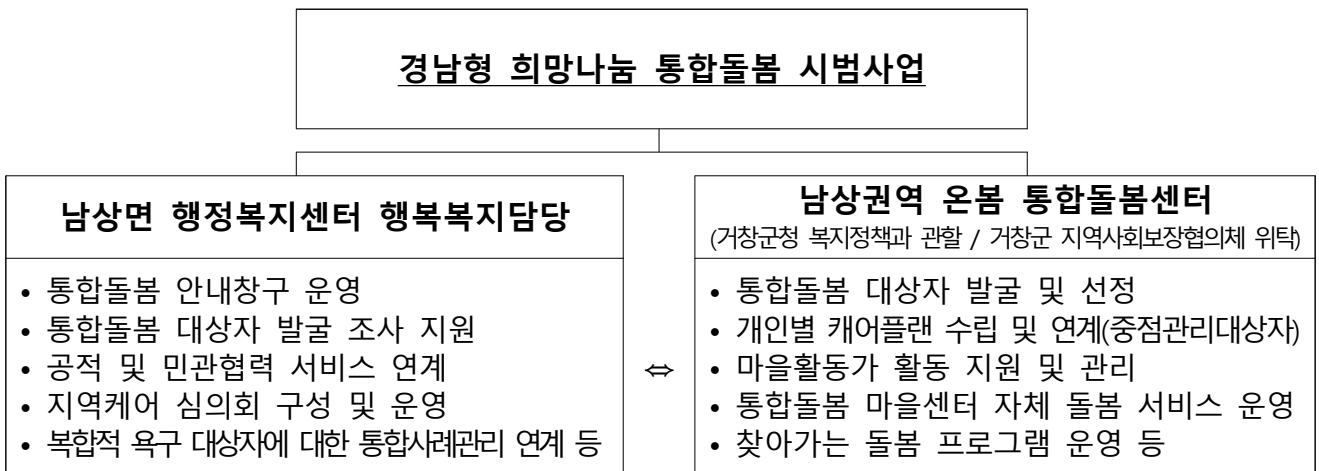 경남형 희망나눔 통합돌봄 시범사업
남상면 행정복지센터 행복복지담당
• 통합돌봄 안내창구 운영
• 통합돌봄 대상자 발굴 조사 지원
• 공적 및 민관협력 서비스 연계
• 지역케어 심의회 구성 및 운영
• 복합적 욕구 대상자에 대한 통합사례관리 연계 등
⇔
남상권역 온봄 통합돌봄센터
(거창군청 복지정책과 관할 / 거창군 지역사회보장협의체 위탁)
• 통합돌봄 대상자 발굴 및 선정
• 개인별 캐어플랜 수립 및 연계(중점관리대상자)
• 마을활동가 활동 지원 및 관리
• 통합돌봄 마을센터 자체 돌봄 서비스 운영
• 찾아가는 돌봄 프로그램 운영 등